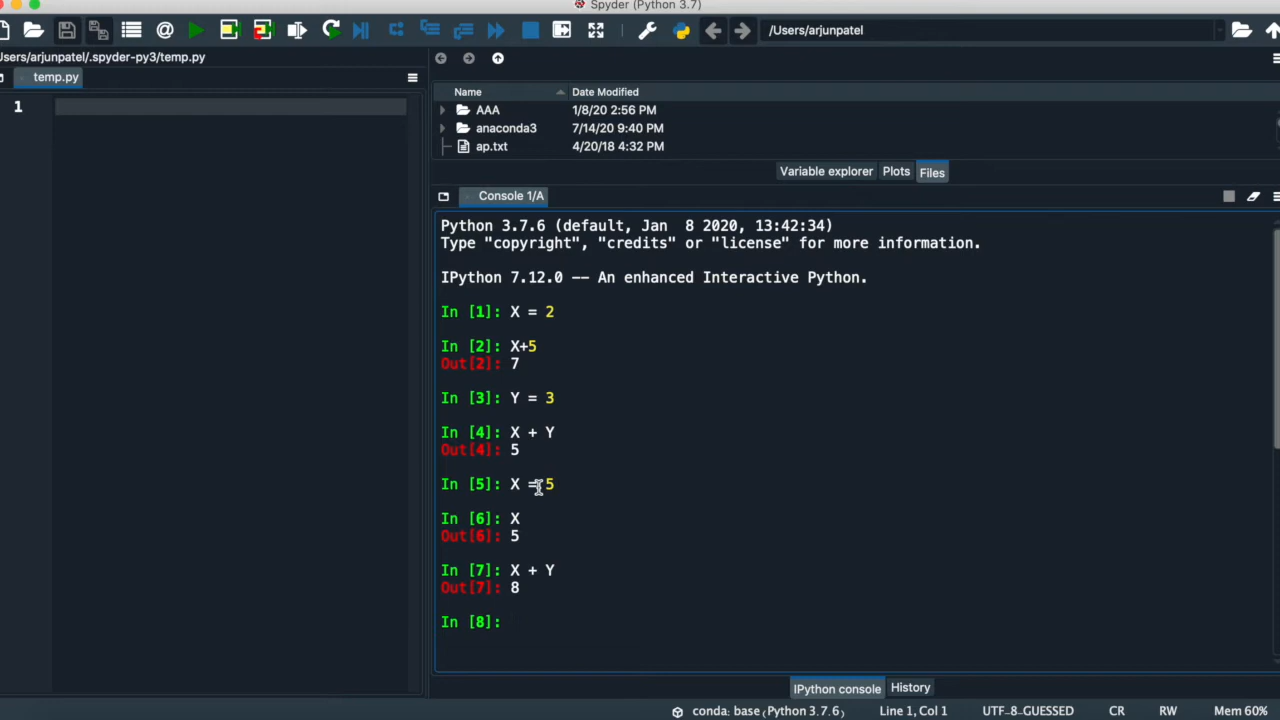 Spyder (Python 3.7)
/Users/arjunpatel
sers/arjunpatel/.spyder-py3/temp.py
temp.py
1
Name Date Modified
AAA 1/8/20 2:56 PM
anaconda3 7/14/20 9:40 PM
ap.txt 4/20/18 4:32 PM
Variable explorer Plots Files
Console 1/A
Python 3.7.6 (default, Jan  8 2020, 13:42:34)
Type "copyright", "credits" or "license" for more information.
IPython 7.12.0 -- An enhanced Interactive Python.
In [1]: X = 2
In [2]: X+5
Out[2]: 7
In [3]: Y = 3
In [4]: X + Y
Out[4]: 5
In [5]: X = 5
In [6]: X
Out[6]: 5
In [7]: X + Y
Out[7]: 8
In [8]:
IPython console History
conda: base (Python 3.7.6) Line 1, Col 1 UTF-8-GUESSED CR RW Mem 60%